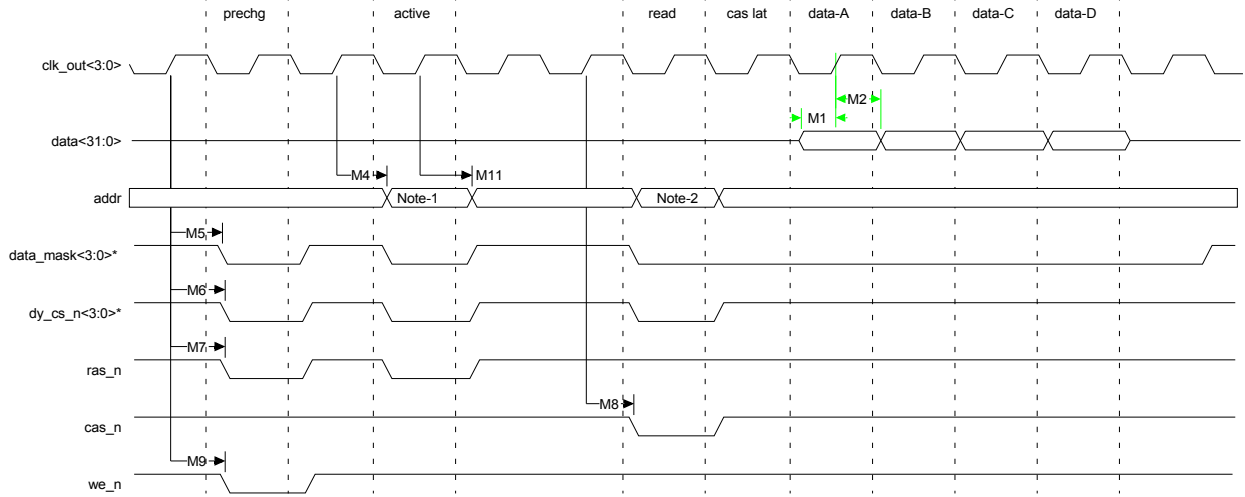 prechg active read cas lat data-A data-B data-C data-D
clk_out<3:0>
M2
M1
data<31:0>
M4 M11
addr Note-1 Note-2
M5
data_mask<3:0>*
M6
dy_cs_n<3:0>*
M7
ras_n
M8
cas_n
M9
we_n